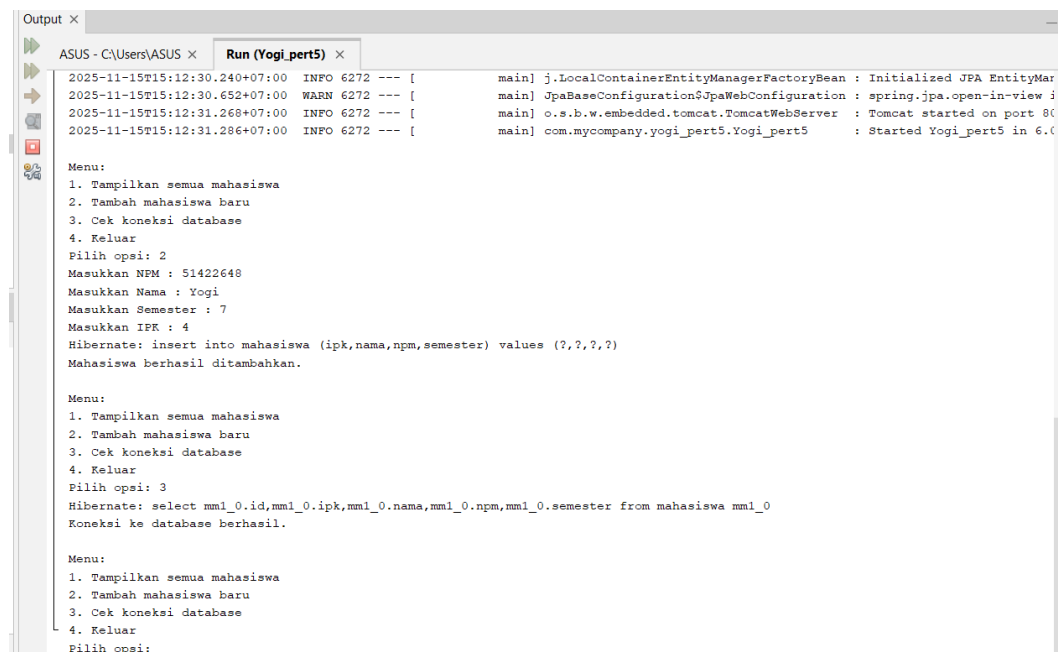 Output ×
ASUS - C:\Users\ASUS × Run (Yogi_pert5) ×
2025-11-15T15:12:30.240+07:00 INFO 6272 --- [ main] j.LocalContainerEntityManagerFactoryBean : Initialized JPA EntityMan
2025-11-15T15:12:30.652+07:00 WARN 6272 --- [ main] JpaBaseConfiguration$JpaWebConfiguration : spring.jpa.open-in-view i
2025-11-15T15:12:31.268+07:00 INFO 6272 --- [ main] o.s.b.w.embedded.tomcat.TomcatWebServer : Tomcat started on port 80
2025-11-15T15:12:31.286+07:00 INFO 6272 --- [ main] com.mycompany.yogi_pert5.Yogi_pert5 : Started Yogi_pert5 in 6.0
Menu:
1. Tampilkan semua mahasiswa
2. Tambah mahasiswa baru
3. Cek koneksi database
4. Keluar
Pilih opsi: 2
Masukkan NPM : 51422648
Masukkan Nama : Yogi
Masukkan Semester : 7
Masukkan IPK : 4
Hibernate: insert into mahasiswa (ipk,nama,npm,semester) values (?,?,?,?)
Mahasiswa berhasil ditambahkan.
Menu:
1. Tampilkan semua mahasiswa
2. Tambah mahasiswa baru
3. Cek koneksi database
4. Keluar
Pilih opsi: 3
Hibernate: select mm1_0.id,mm1_0.ipk,mm1_0.nama,mm1_0.npm,mm1_0.semester from mahasiswa mm1_0
Koneksi ke database berhasil.
Menu:
1. Tampilkan semua mahasiswa
2. Tambah mahasiswa baru
3. Cek koneksi database
4. Keluar
Pilih opsi: